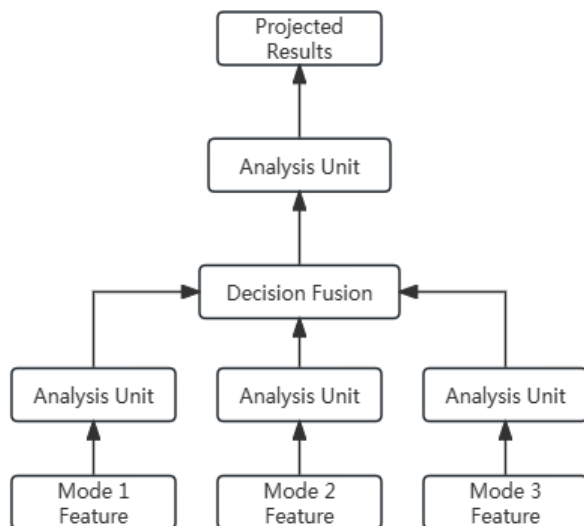 Projected
Results
Analysis Unit
Decision Fusion
Analysis Unit
Analysis Unit
Analysis Unit
Mode 1
Feature
Mode 2
Feature
Mode 3
Feature